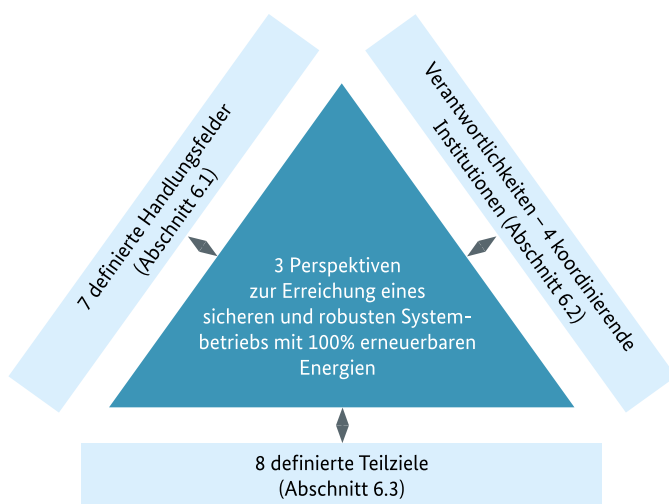 7 definierte Handlungsfelder
(Abschnitt 6.1)
Verantwortlichkeiten – 4 koordinierende
Institutionen (Abschnitt 6.2)
3 Perspektiven
zur Erreichung eines
sicheren und robusten System-
betriebs mit 100% erneuerbaren
Energien
8 definierte Teilziele
(Abschnitt 6.3)